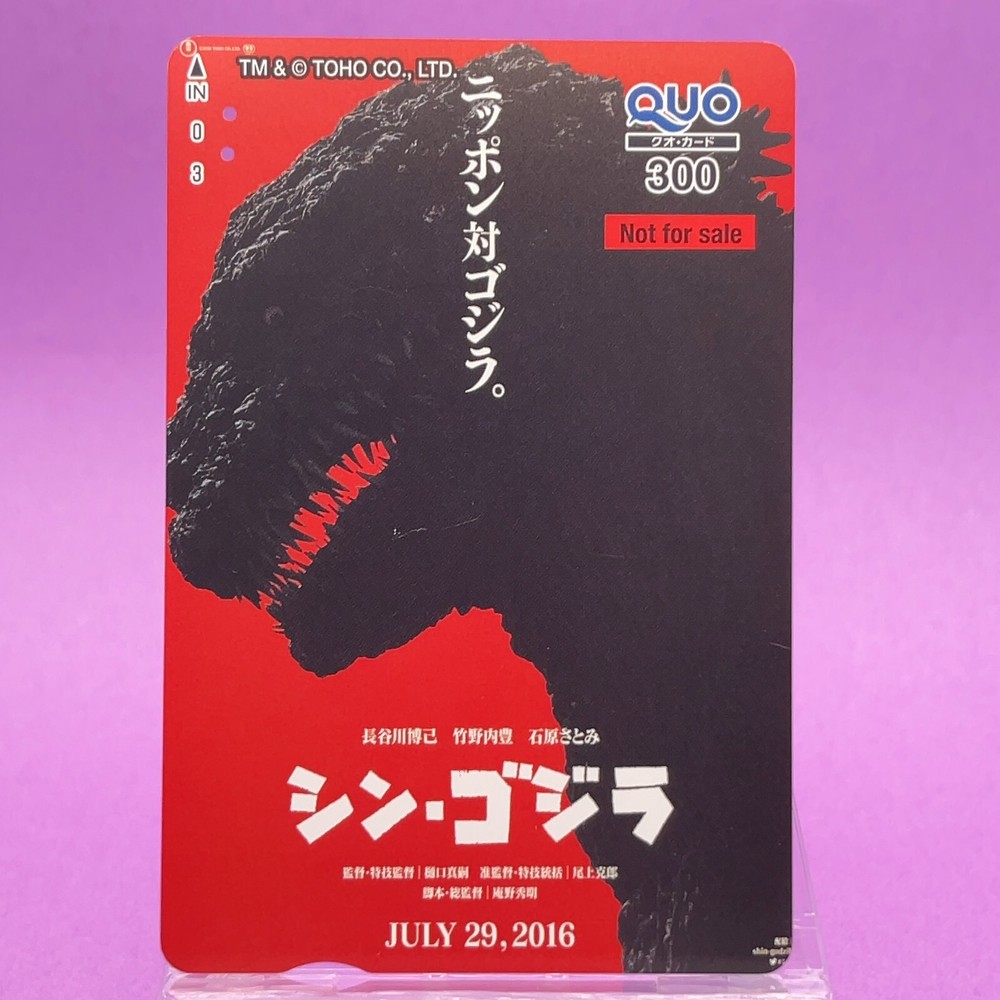 TM & © TOHO CO., LTD.
IN
0
3
QUO
クオ・カード
300
Not for sale
ニッポン対ゴジラ。
長谷川博己 竹野内豊 石原さとみ
シン・ゴジラ
監督・特技監督|樋口真嗣 准監督・特技統括|尾上克郎
脚本・総監督|庵野秀明
JULY 29, 2016